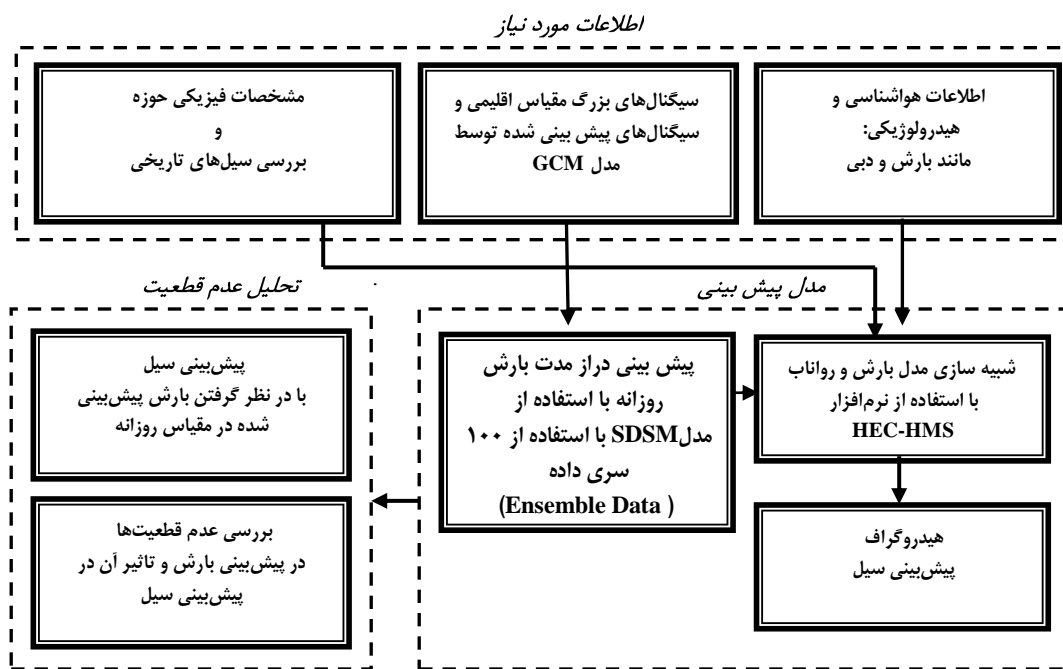 اطلاعات مورد نیاز
اطلاعات هواشناسی و
هیدرولوژیکی:
مانند بارش و دبی
سیگنال‌های بزرگ مقیاس اقلیمی و
سیگنال‌های پیش بینی شده توسط
مدل GCM
مشخصات فیزیکی حوزه
و
بررسی سیل‌های تاریخی
مدل پیش بینی
شبیه سازی مدل بارش و رواناب
با استفاده از نرم‌افزار
HEC-HMS
هیدروگراف
پیش‌بینی سیل
پیش بینی دراز مدت بارش
روزانه با استفاده از
مدلSDSM با استفاده از ۱۰۰
سری داده
(Ensemble Data )
تحلیل عدم قطعیت
پیش‌بینی سیل
با در نظر گرفتن بارش پیش‌بینی
شده در مقیاس روزانه
بررسی عدم قطعیت‌ها
در پیش‌بینی بارش و تاثیر آن در
پیش‌بینی سیل